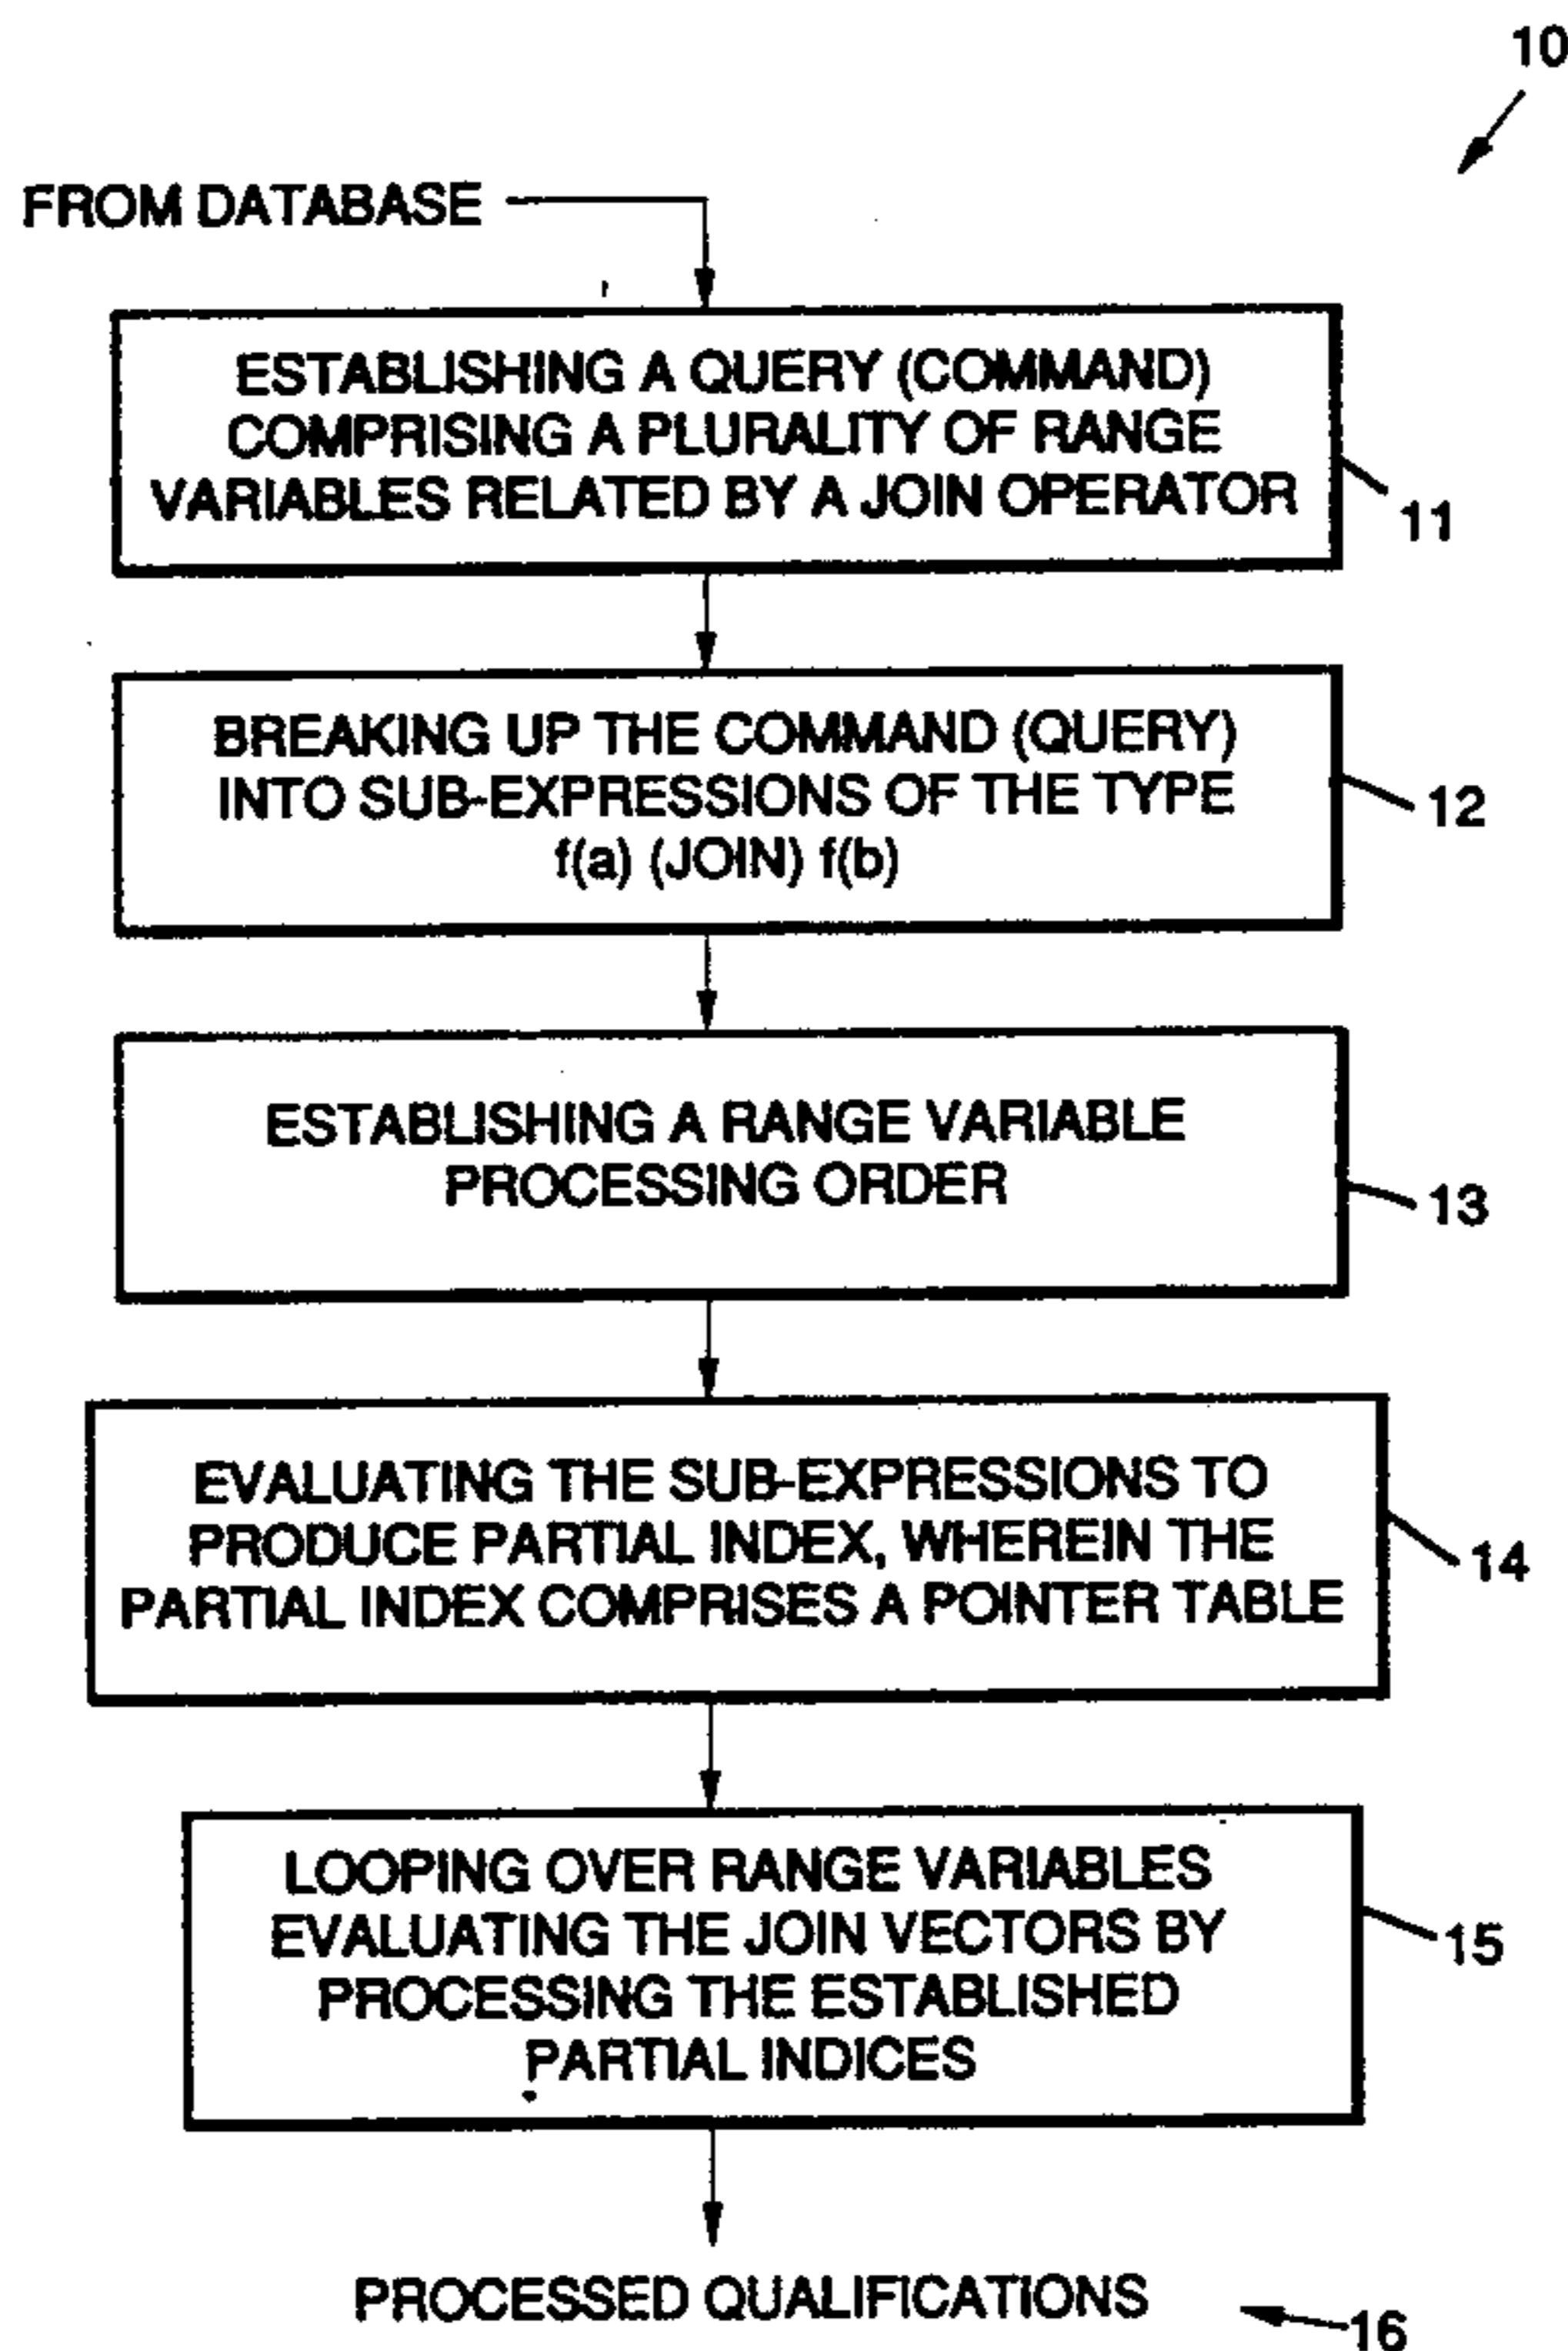 10
FROM DATABASE
ESTABLISHING A QUERY (COMMAND)
COMPRISING A PLURALITY OF RANGE
VARIABLES RELATED BY A JOIN OPERATOR
11
BREAKING UP THE COMMAND (QUERY)
INTO SUB-EXPRESSIONS OF THE TYPE
f(a) (JOIN) f(b)
12
ESTABLISHING A RANGE VARIABLE
PROCESSING ORDER
13
EVALUATING THE SUB-EXPRESSIONS TO
PRODUCE PARTIAL INDEX, WHEREIN THE
PARTIAL INDEX COMPRISES A POINTER TABLE
14
LOOPING OVER RANGE VARIABLES
EVALUATING THE JOIN VECTORS BY
PROCESSING THE ESTABLISHED
PARTIAL INDICES
15
PROCESSED QUALIFICATIONS
16